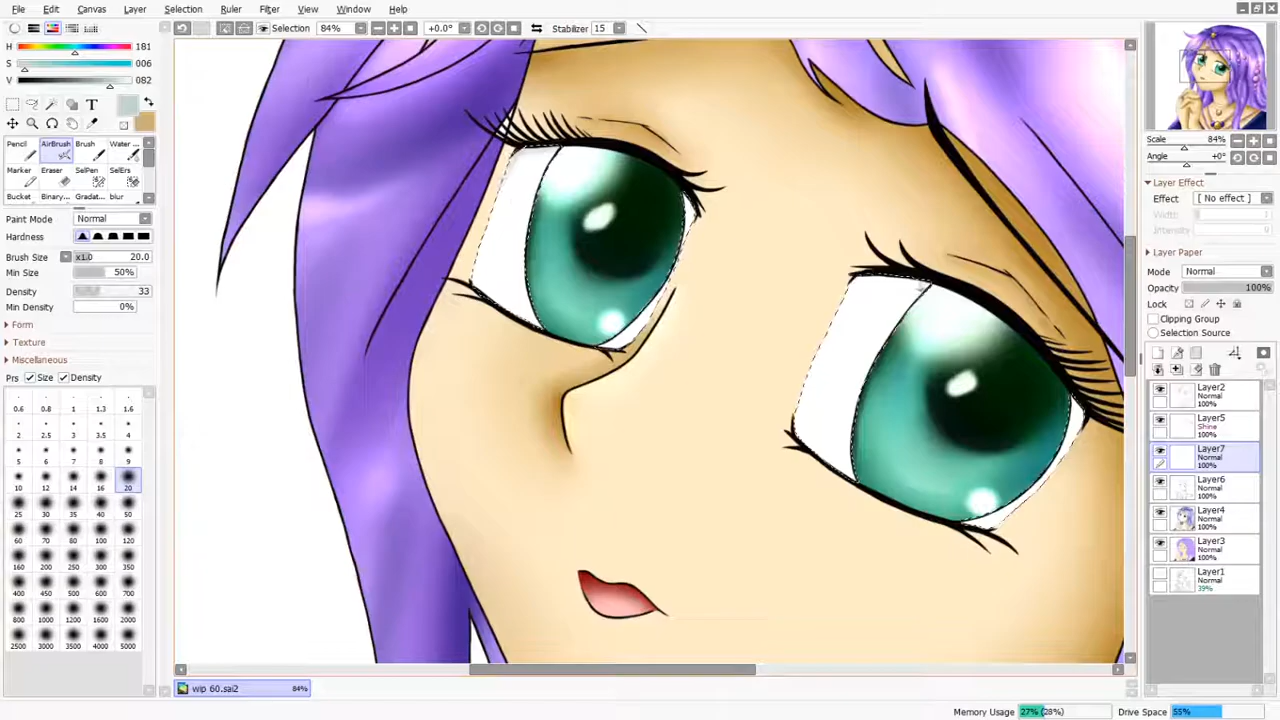 File Edit Canvas Layer Selection Ruler Filter View Window Help
Selection 84% +0.0° Stabilizer 15
H 181
S 006
V 082
T
Pencil AirBrush Brush Water ...
Marker Eraser SelPen SelErs
Bucket Binary... Gradat... blur
Paint Mode Normal
Hardness
Brush Size x1.0 20.0
Min Size 50%
Density 33
Min Density 0%
Form
Texture
Miscellaneous
Prs Size Density
0.6 0.8 1 1.3 1.6
2 2.5 3 3.5 4
5 6 7 8 9
10 12 14 16 20
25 30 35 40 50
60 70 80 100 120
160 200 250 300 350
400 450 500 600 700
800 1000 1200 1600 2000
2500 3000 3500 4000 5000
Scale 84%
Angle +0°
Layer Effect
Effect [ No effect ]
Width 1
Intensity 0
Layer Paper
Mode Normal
Opacity 100%
Lock
Clipping Group
Selection Source
Layer2
Normal
100%
Layer5
Shine
100%
Layer7
Normal
100%
Layer6
Normal
100%
Layer4
Normal
100%
Layer3
Normal
100%
Layer1
Normal
39%
wip 60.sai2 84%
Memory Usage 27% (28%) Drive Space 55%